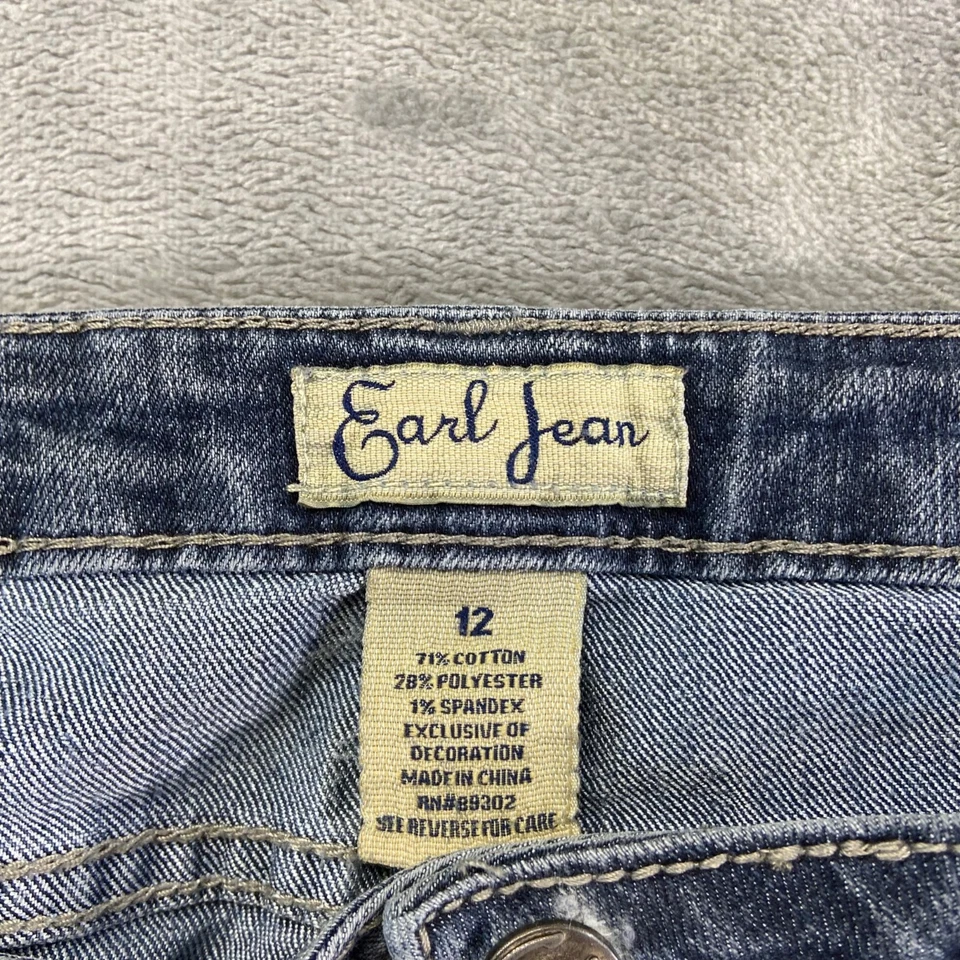 Earl Jean
12
71% COTTON
28% POLYESTER
1% SPANDEX
EXCLUSIVE OF
DECORATION
MADE IN CHINA
RN#89302
SEE REVERSE FOR CARE